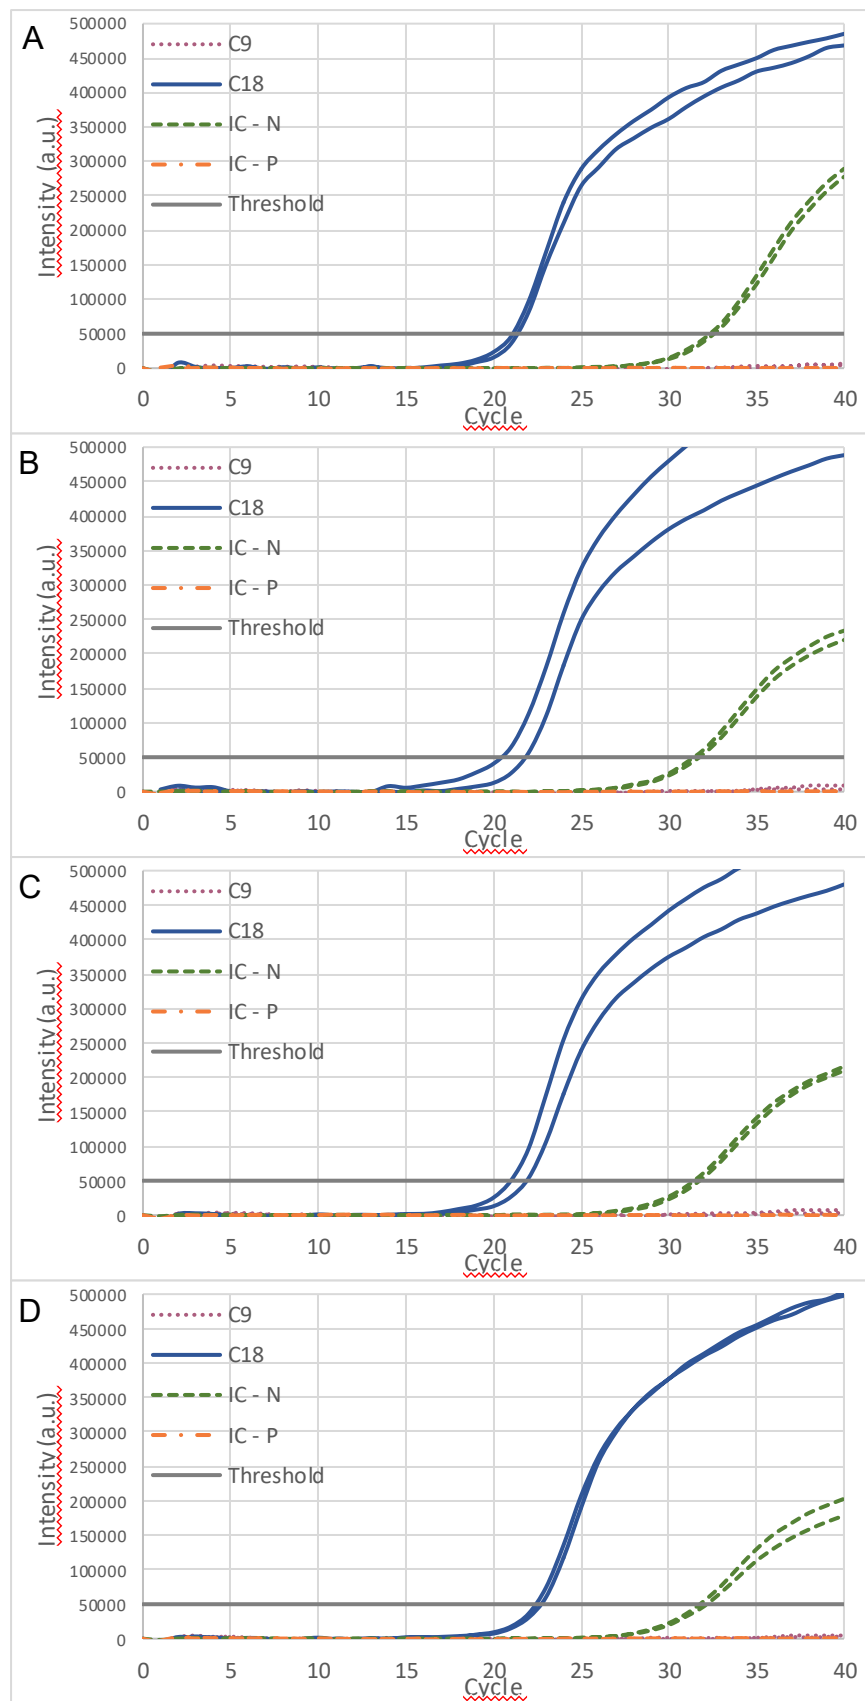 A
500000
450000
400000
350000
300000
250000
200000
150000
100000
50000
0
Intensity (a.u.)
C9
C18
IC - N
IC - P
Threshold
0 5 10 15 20 25 30 35 40
Cycle
B
500000
450000
400000
350000
300000
250000
200000
150000
100000
50000
0
Intensity (a.u.)
C9
C18
IC - N
IC - P
Threshold
0 5 10 15 20 25 30 35 40
Cycle
C
500000
450000
400000
350000
300000
250000
200000
150000
100000
50000
0
Intensity (a.u.)
C9
C18
IC - N
IC - P
Threshold
0 5 10 15 20 25 30 35 40
Cycle
D
500000
450000
400000
350000
300000
250000
200000
150000
100000
50000
0
Intensity (a.u.)
C9
C18
IC - N
IC - P
Threshold
0 5 10 15 20 25 30 35 40
Cycle